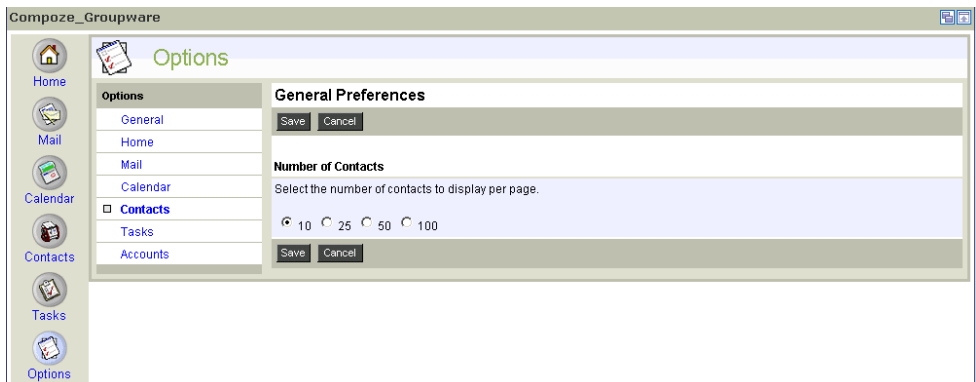 Compoze_Groupware
Home
Mail
Calendar
Contacts
Tasks
Options
Options
Options
General
Home
Mail
Calendar
Contacts
Tasks
Accounts
General Preferences
Save Cancel
Number of Contacts
Select the number of contacts to display per page.
10 25 50 100
Save Cancel